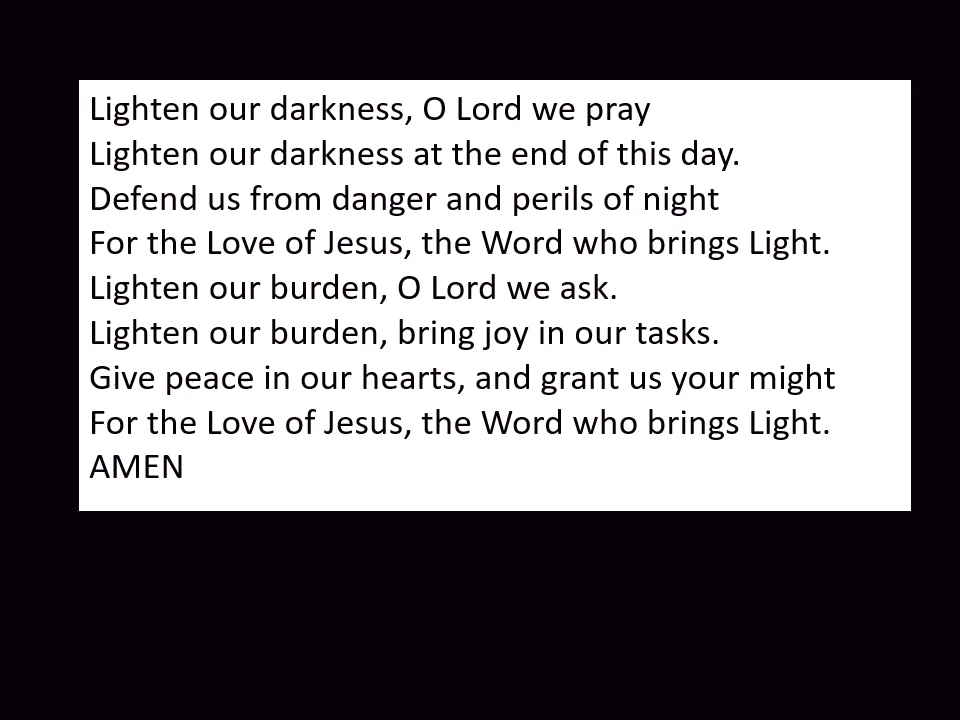 Lighten our darkness, O Lord we pray
Lighten our darkness at the end of this day.
Defend us from danger and perils of night
For the Love of Jesus, the Word who brings Light.
Lighten our burden, O Lord we ask.
Lighten our burden, bring joy in our tasks.
Give peace in our hearts, and grant us your might
For the Love of Jesus, the Word who brings Light.
AMEN